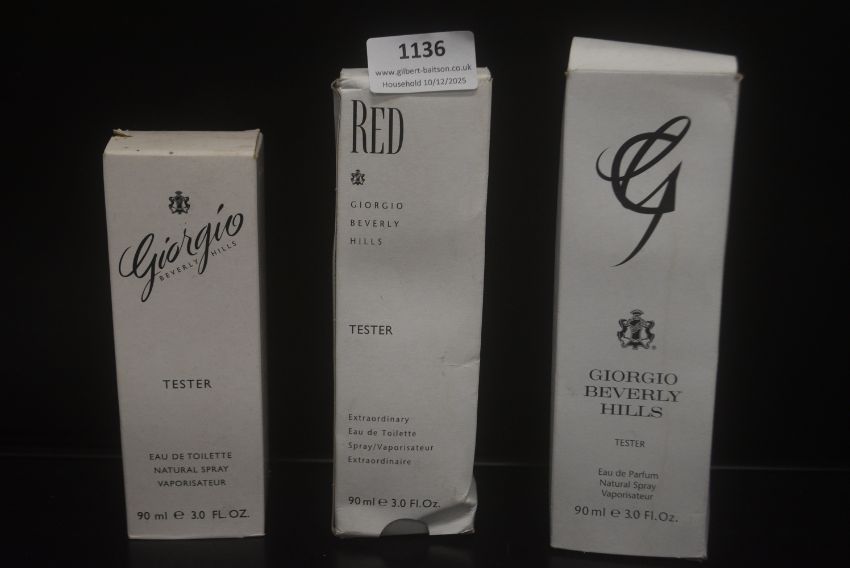 Giorgio
BEVERLY HILLS
TESTER
EAU DE TOILETTE
NATURAL SPRAY
VAPORISATEUR
90 ml e 3.0 FL.OZ.
1136
www.gilbert-baitson.co.uk
Household 10/12/2025
RED
GIORGIO
BEVERLY
HILLS
TESTER
Extraordinary
Eau de Toilette
Spray/Vaporisateur
Extraordinaire
90 ml e 3.0 Fl.Oz.
G
GIORGIO
BEVERLY
HILLS
TESTER
Eau de Parfum
Natural Spray
Vaporisateur
90 ml e 3.0 Fl.Oz.